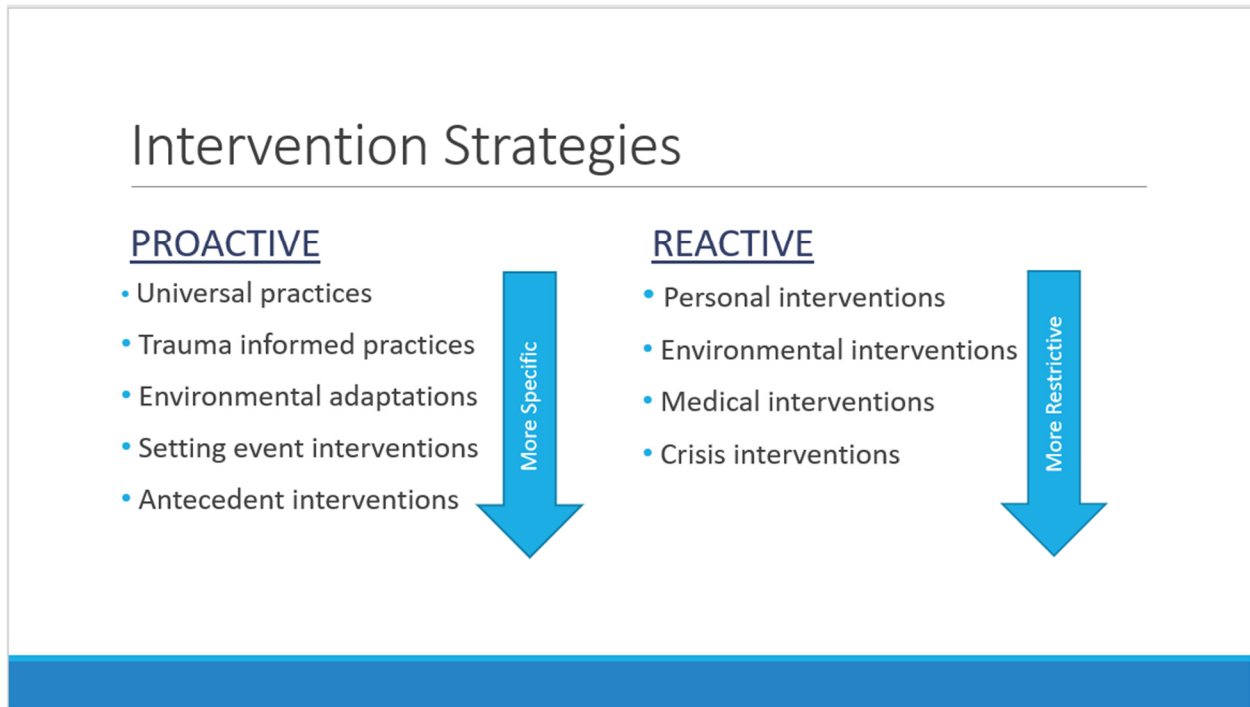 Intervention Strategies
PROACTIVE
• Universal practices
• Trauma informed practices
• Environmental adaptations
• Setting event interventions
• Antecedent interventions
More Specific
REACTIVE
• Personal interventions
• Environmental interventions
• Medical interventions
• Crisis interventions
More Restrictive